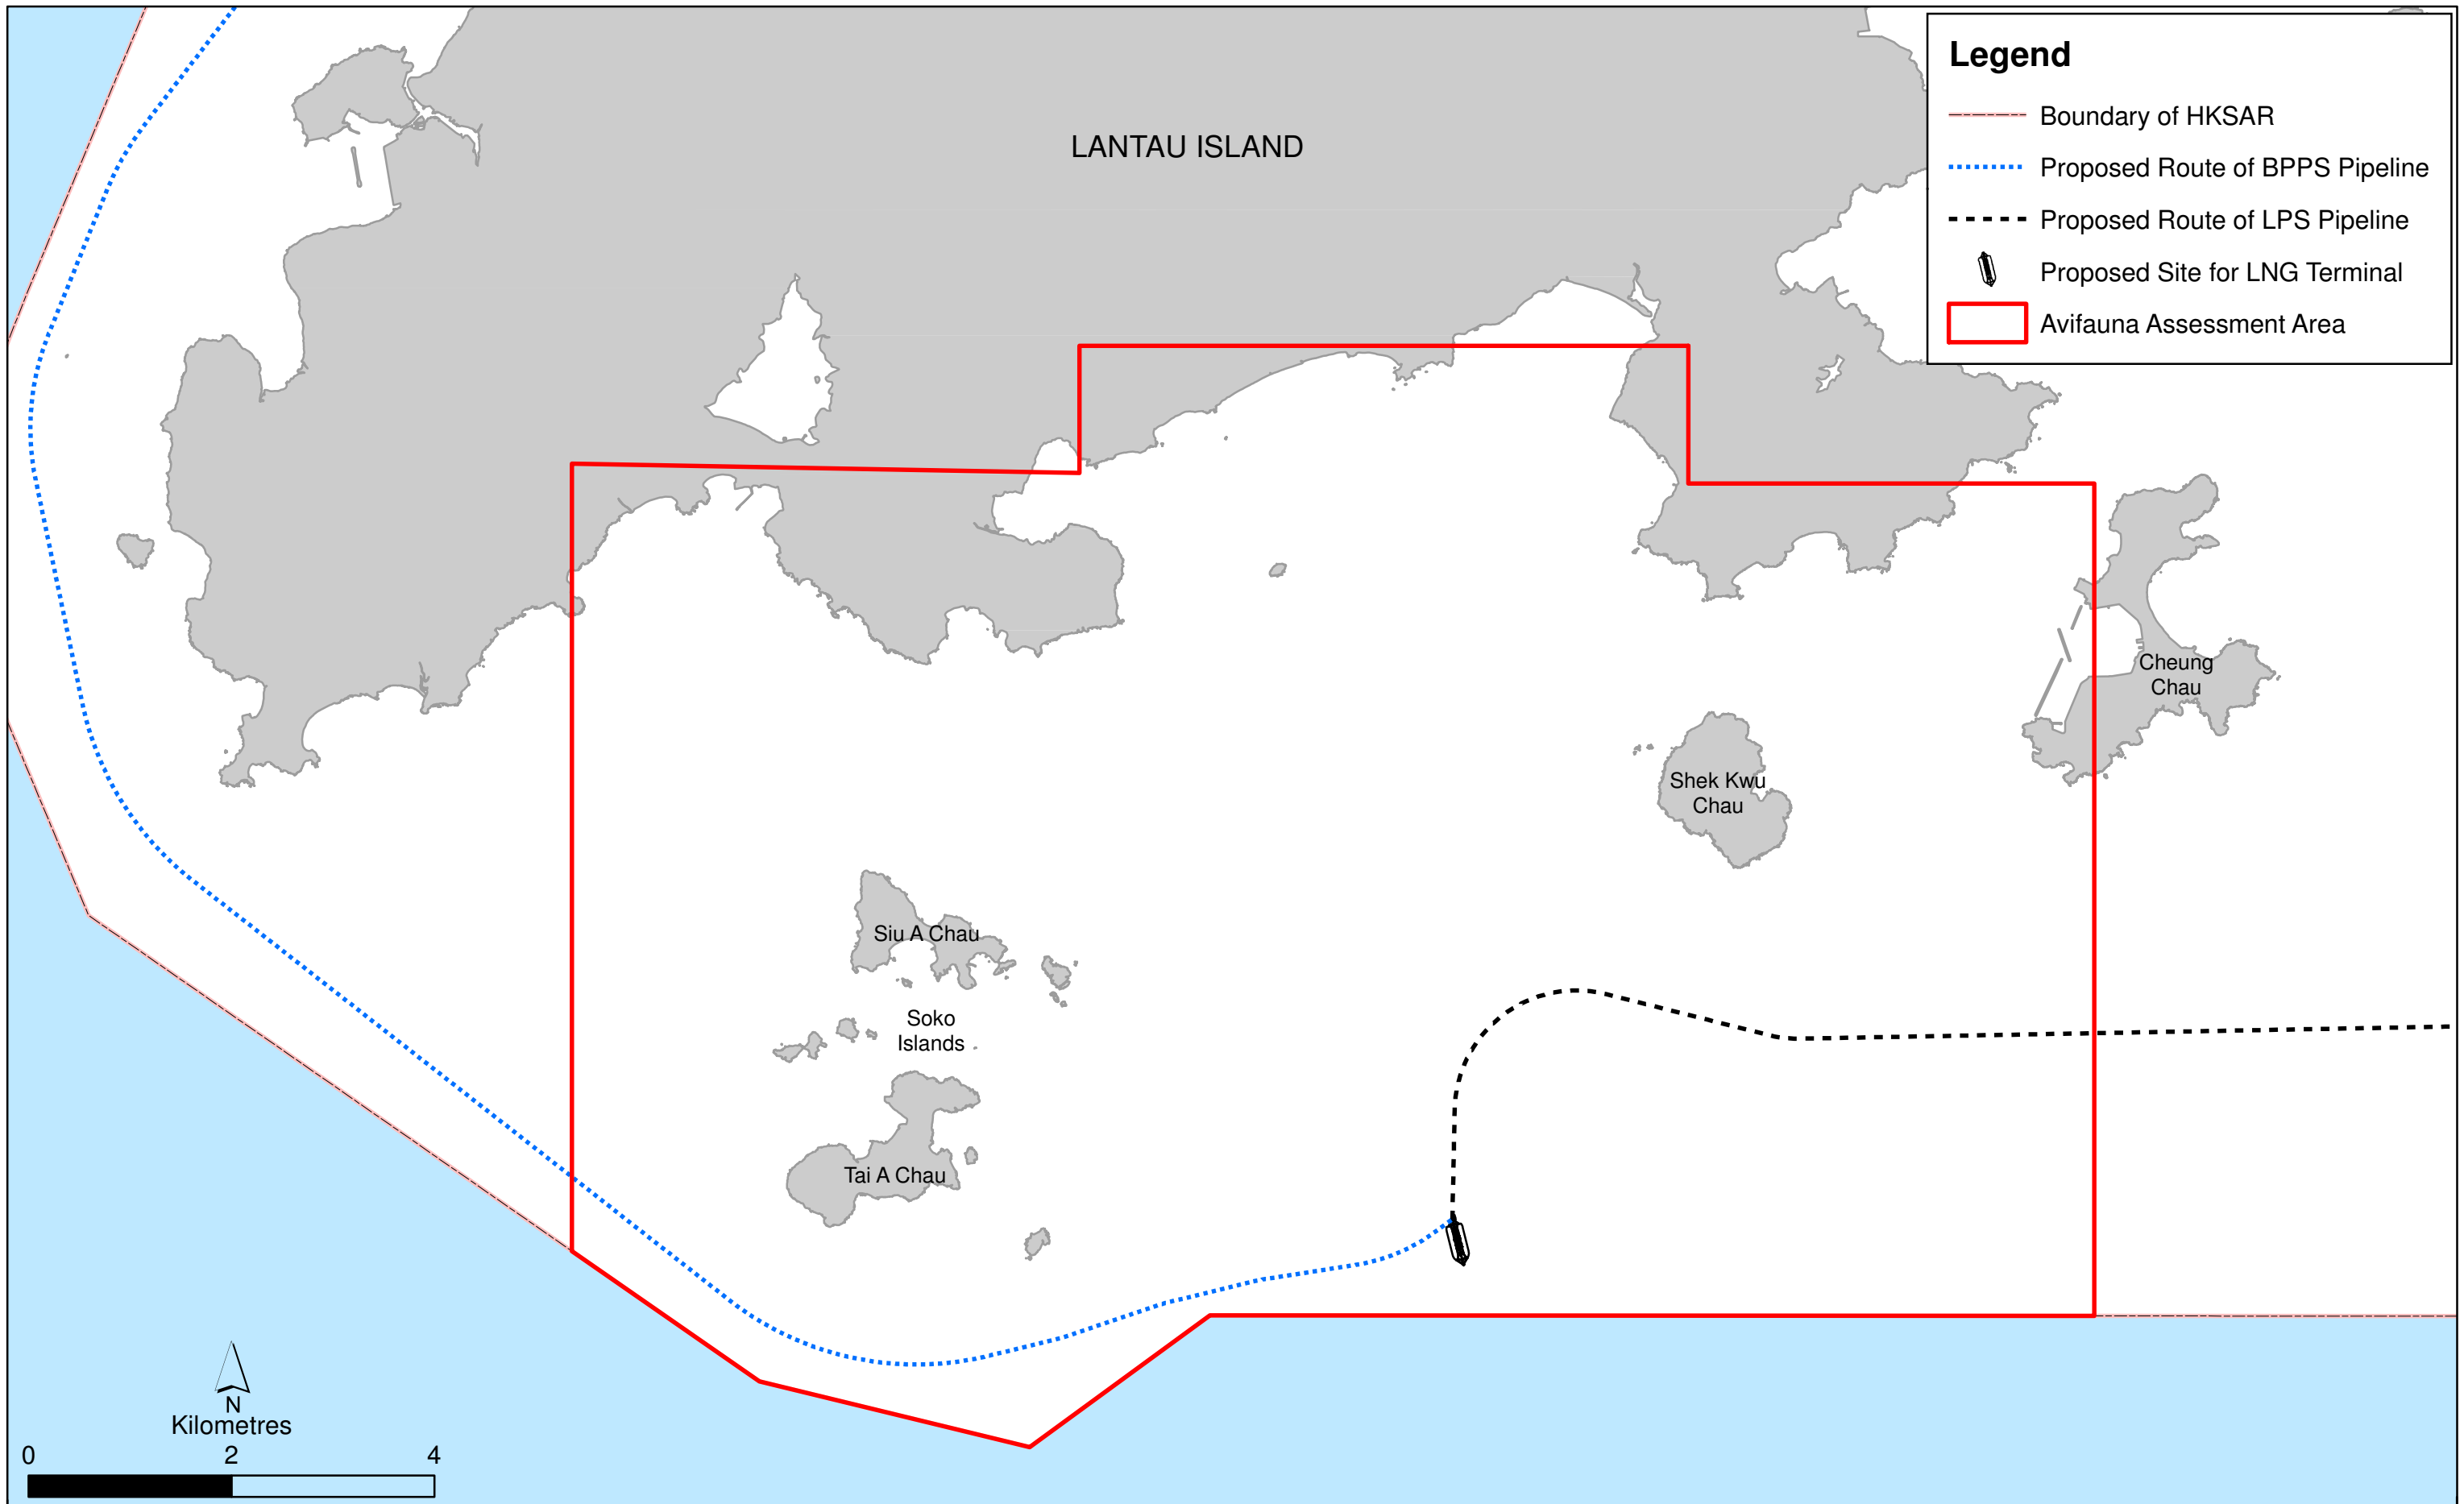 Legend
Boundary of HKSAR
Proposed Route of BPPS Pipeline
Proposed Route of LPS Pipeline
Proposed Site for LNG Terminal
Avifauna Assessment Area
LANTAU ISLAND
Cheung
Chau
Shek Kwu
Chau
Siu A Chau
Soko
Islands
Tai A Chau
N
Kilometres
0 2 4